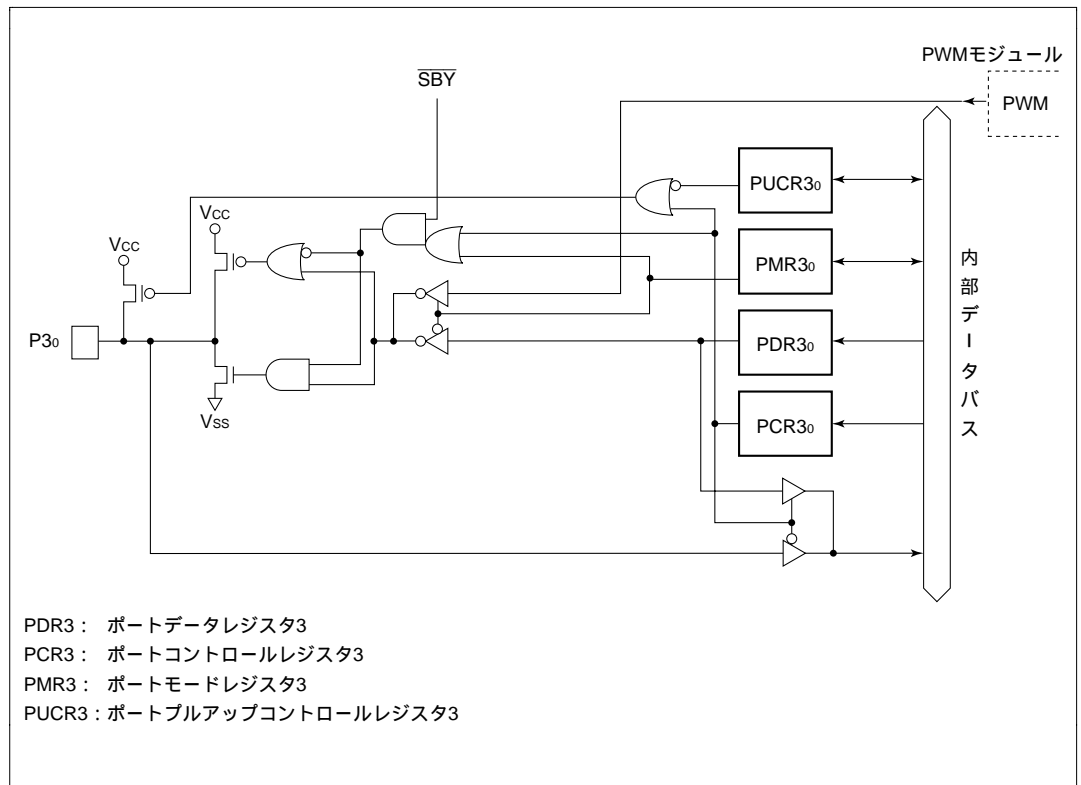 PWMモジュール
SBY
PWM
PUCR3₀
VCC
VCC
PMR3₀
P3₀
PDR3₀
VSS
PCR3₀
内部データバス
PDR3： ポートデータレジスタ3
PCR3： ポートコントロールレジスタ3
PMR3： ポートモードレジスタ3
PUCR3：ポートプルアップコントロールレジスタ3